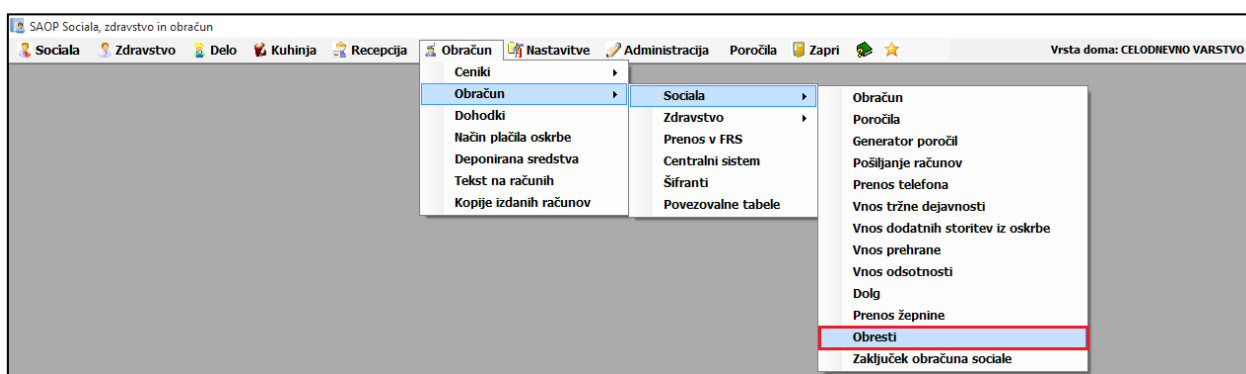 SAOP Sociala, zdravstvo in obračun
Sociala Zdravstvo Delo Kuhinja Recepcija Obračun Nastavitve Administracija Poročila Zapri Vrsta doma: CELODNEVNO VARSTVO
Ceniki
Obračun
Dohodki
Način plačila oskrbe
Deponirana sredstva
Tekst na računih
Kopije izdanih računov
Sociala
Zdravstvo
Prenos v FRS
Centralni sistem
Šifranti
Povezovalne tabele
Obračun
Poročila
Generator poročil
Pošiljanje računov
Prenos telefona
Vnos tržne dejavnosti
Vnos dodatnih storitev iz oskrbe
Vnos prehrane
Vnos odsotnosti
Dolg
Prenos žepnine
Obresti
Zaključek obračuna sociale